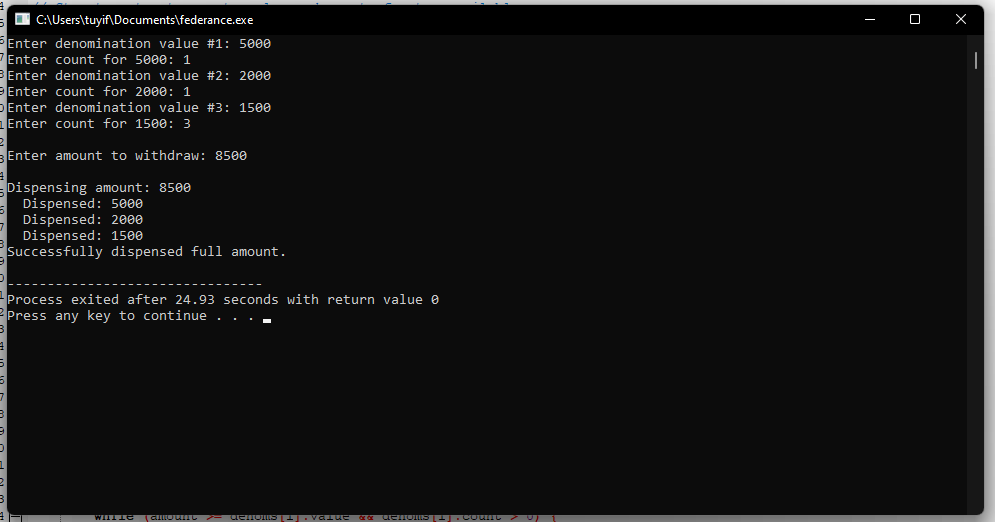 C:\Users\tuyif\Documents\federance.exe
Enter denomination value #1: 5000
Enter count for 5000: 1
Enter denomination value #2: 2000
Enter count for 2000: 1
Enter denomination value #3: 1500
Enter count for 1500: 3
Enter amount to withdraw: 8500
Dispensing amount: 8500
Dispensed: 5000
Dispensed: 2000
Dispensed: 1500
Successfully dispensed full amount.
--------------------------------
Process exited after 24.93 seconds with return value 0
Press any key to continue . . .
while (amount >= denoms[i].value && denoms[i].count > 0) {